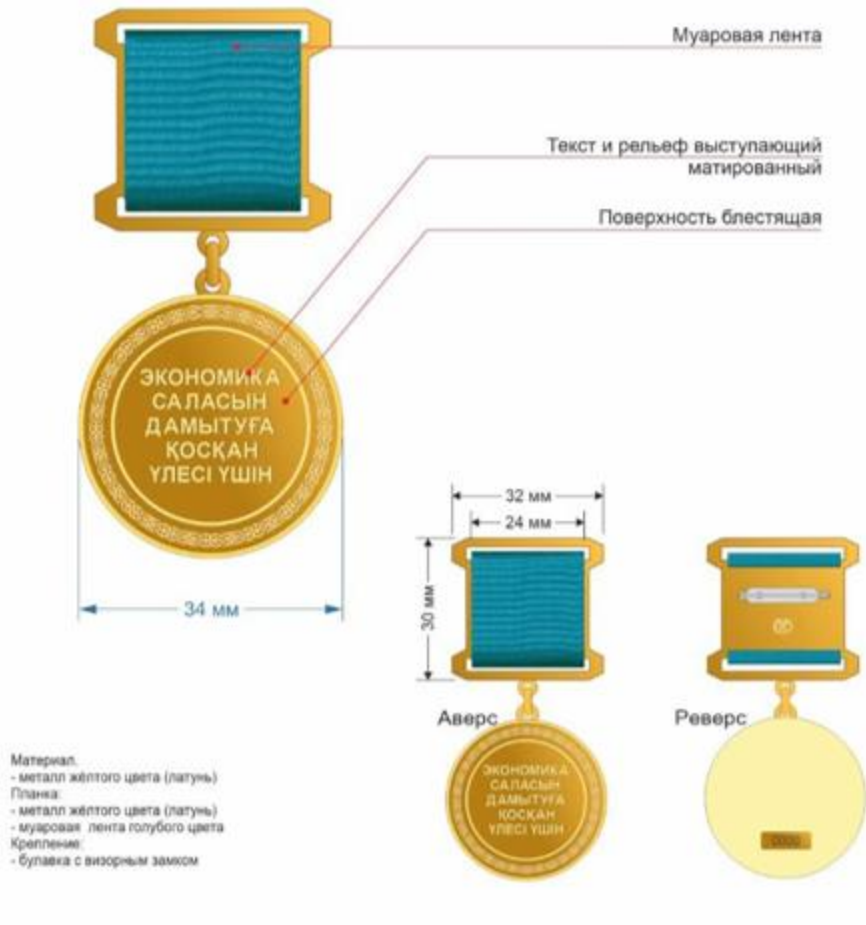 Муаровая лента
Текст и рельеф выступающий
матированный
Поверхность блестящая
ЭКОНОМИКА
САЛАСЫН
ДАМЫТУҒА
ҚОСҚАН
ҮЛЕСІ ҮШІН
34 мм
32 мм
24 мм
30 мм
Аверс
Реверс
ЭКОНОМИКА
САЛАСЫН
ДАМЫТУҒА
ҚОСҚАН
ҮЛЕСІ ҮШІН
0000
Материал.
- металл жёлтого цвета (латунь)
Планка:
- металл жёлтого цвета (латунь)
- муаровая лента голубого цвета
Крепление:
- булавка с визорным замком